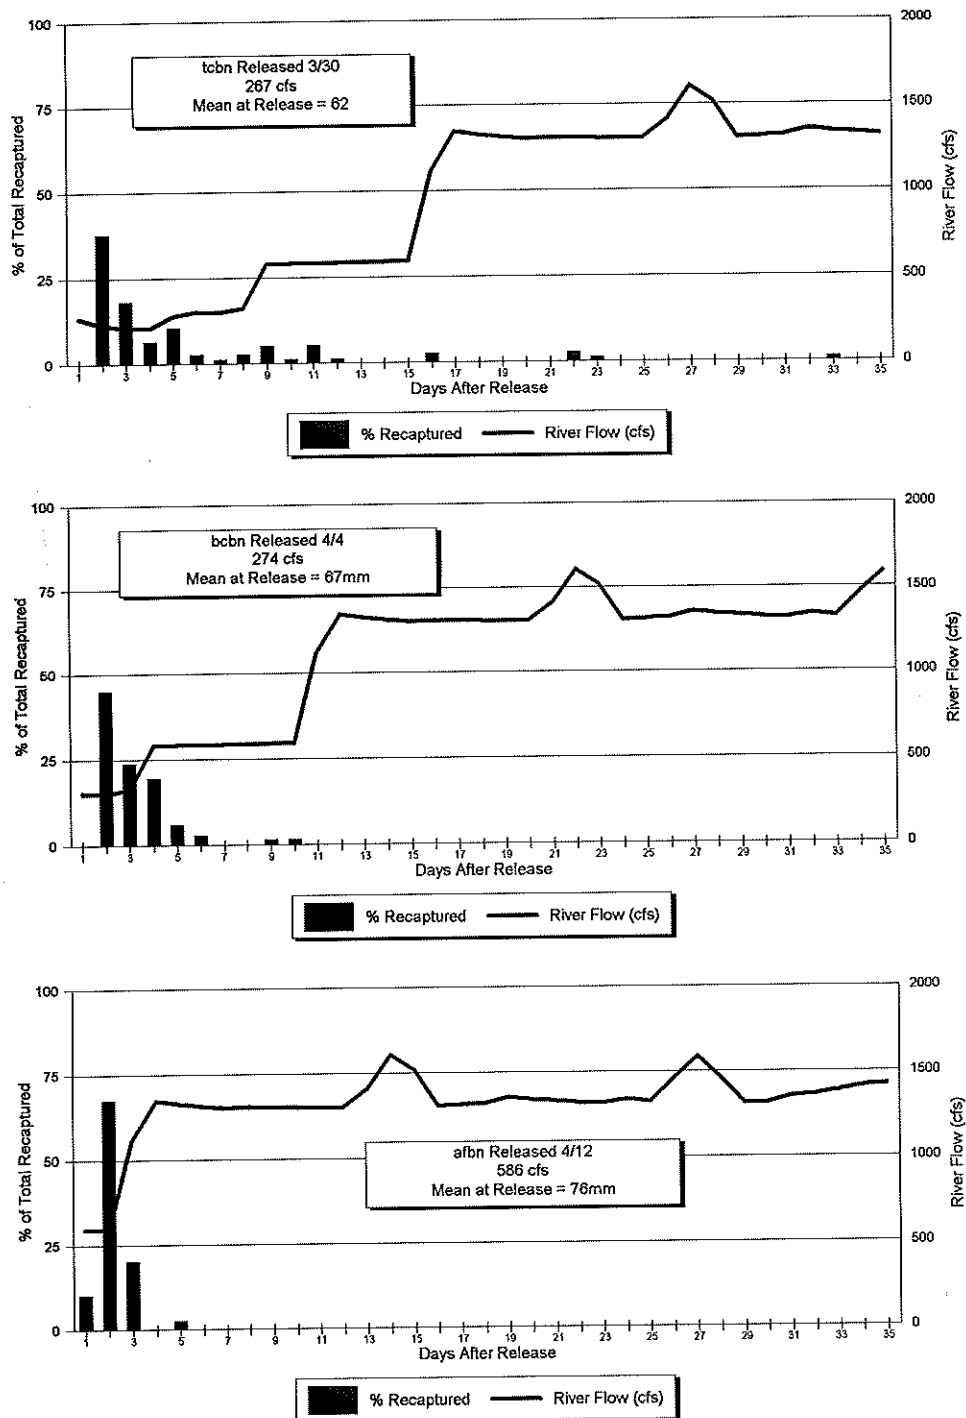 100
75
50
25
0
% of Total Recaptured
tcbn Released 3/30
267 cfs
Mean at Release = 62
2000
1500
1000
500
0
River Flow (cfs)
1 3 5 7 9 11 13 15 17 19 21 23 25 27 29 31 33 35
Days After Release
% Recaptured River Flow (cfs)
100
75
50
25
0
% of Total Recaptured
bcbn Released 4/4
274 cfs
Mean at Release = 67mm
2000
1500
1000
500
0
River Flow (cfs)
1 3 5 7 9 11 13 15 17 19 21 23 25 27 29 31 33 35
Days After Release
% Recaptured River Flow (cfs)
100
75
50
25
0
% of Total Recaptured
afbn Released 4/12
586 cfs
Mean at Release = 76mm
2000
1500
1000
500
0
River Flow (cfs)
1 3 5 7 9 11 13 15 17 19 21 23 25 27 29 31 33 35
Days After Release
% Recaptured River Flow (cfs)